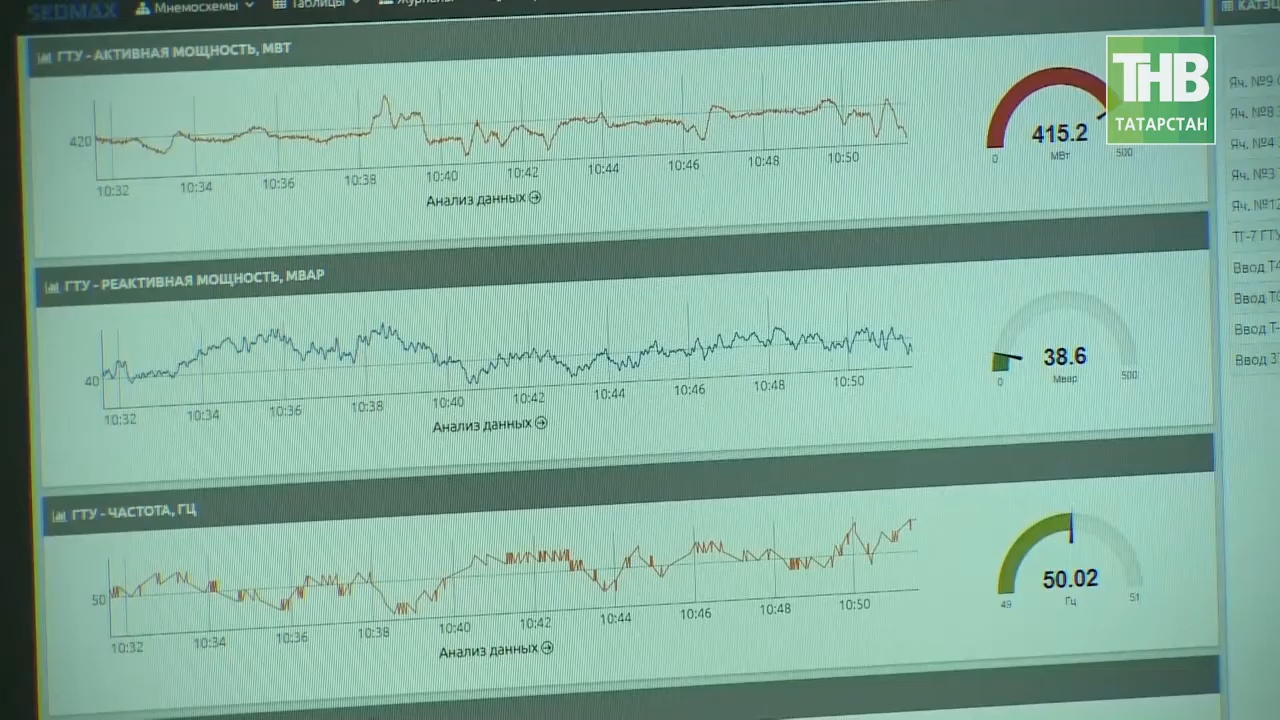 SEDMAX Мнемосхемы Таблицы Журналы
ГТУ - АКТИВНАЯ МОЩНОСТЬ, МВТ
420
10:32 10:34 10:36 10:38 10:40 10:42 10:44 10:46 10:48 10:50
Анализ данных
415.2
МВт
0 500
ТНВ
ТАТАРСТАН
ГТУ - РЕАКТИВНАЯ МОЩНОСТЬ, МВАР
40
10:32 10:34 10:36 10:38 10:40 10:42 10:44 10:46 10:48 10:50
Анализ данных
38.6
Мвар
0 500
ГТУ - ЧАСТОТА, ГЦ
50
10:32 10:34 10:36 10:38 10:40 10:42 10:44 10:46 10:48 10:50
Анализ данных
50.02
Гц
49 51
Яч. №9
Яч. №8
Яч. №4
Яч. №3
Яч. №12
ТГ-7 ГТУ
Ввод Т4
Ввод
Ввод
Ввод